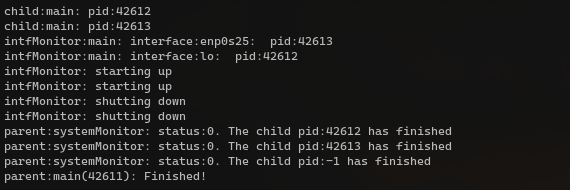 child:main: pid:42612
child:main: pid:42613
intfMonitor:main: interface:enp0s25:  pid:42613
intfMonitor:main: interface:lo:  pid:42612
intfMonitor: starting up
intfMonitor: starting up
intfMonitor: shutting down
intfMonitor: shutting down
parent:systemMonitor: status:0. The child pid:42612 has finished
parent:systemMonitor: status:0. The child pid:42613 has finished
parent:systemMonitor: status:0. The child pid:-1 has finished
parent:main(42611): Finished!